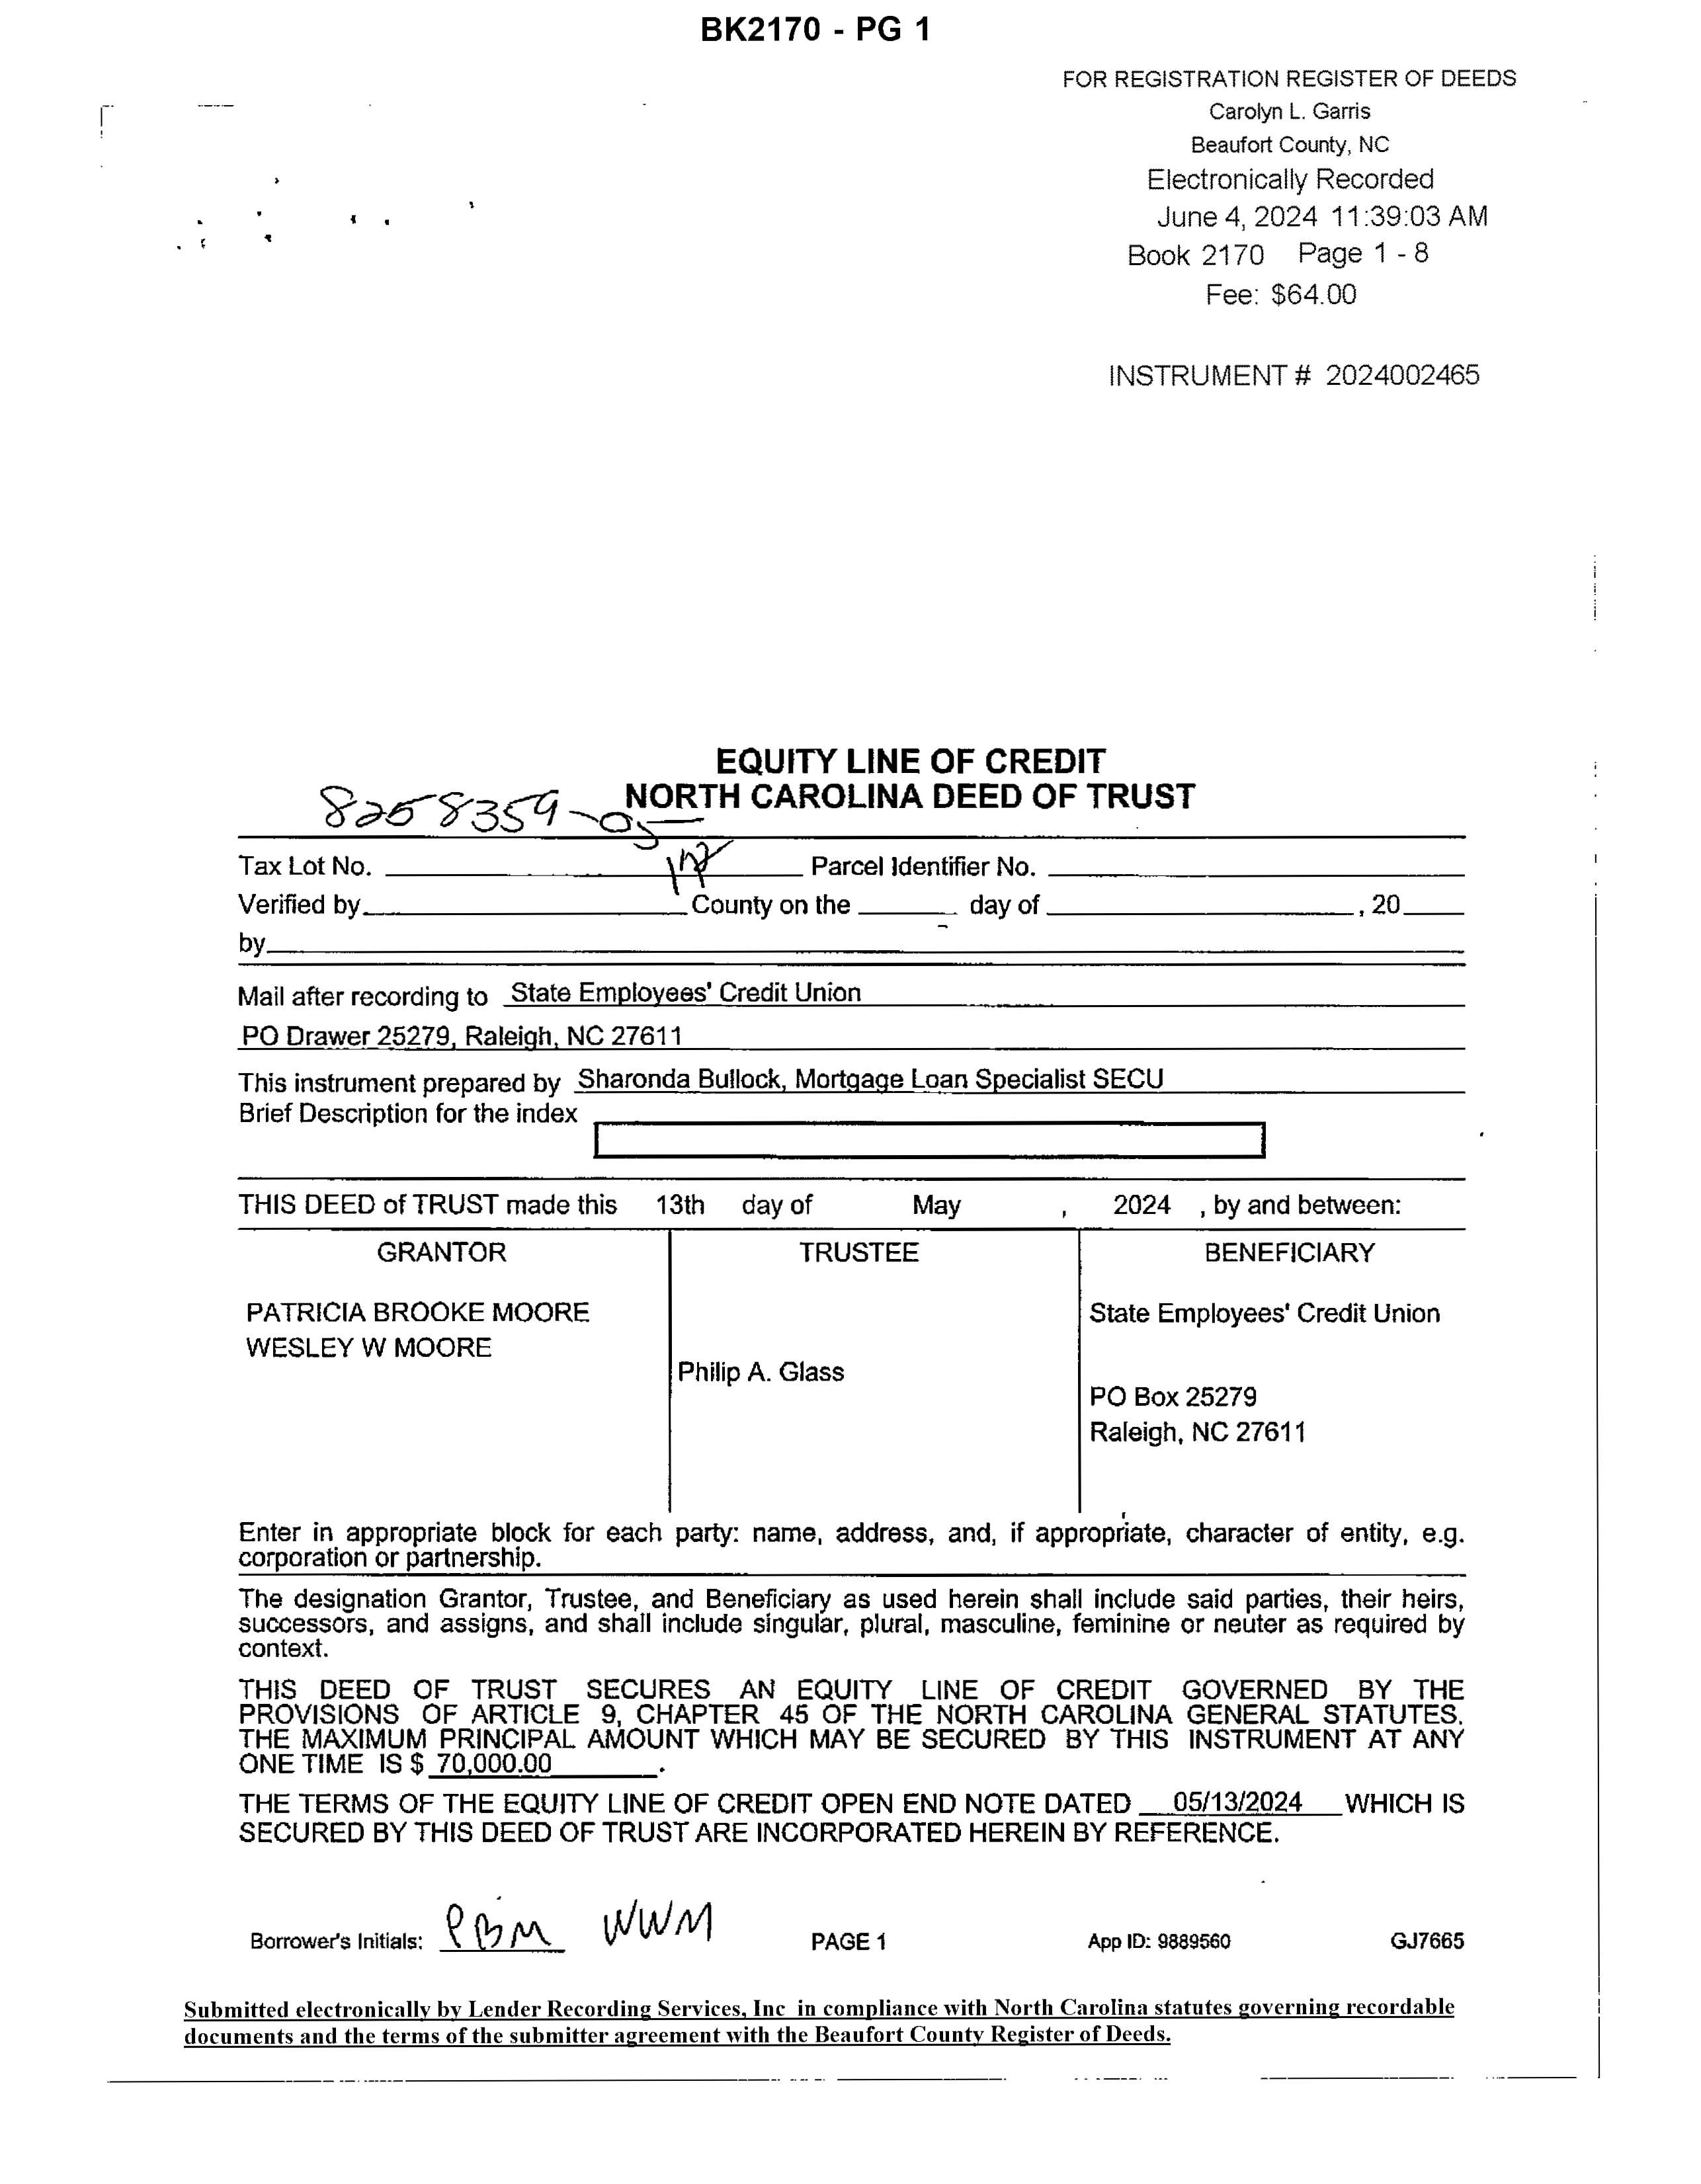 BK2170 - PG 1
FOR REGISTRATION REGISTER OF DEEDS
Carolyn L. Garris
Beaufort County, NC
Electronically Recorded
June 4, 2024 11:39:03 AM
Book 2170 Page 1 - 8
Fee: $64.00
INSTRUMENT # 2024002465
EQUITY LINE OF CREDIT
NORTH CAROLINA DEED OF TRUST
8258359-05
Tax Lot No. Parcel Identifier No.
Verified by County on the day of , 20
by
Mail after recording to State Employees' Credit Union
PO Drawer 25279, Raleigh, NC 27611
This instrument prepared by Sharonda Bullock, Mortgage Loan Specialist SECU
Brief Description for the index
THIS DEED of TRUST made this 13th day of May , 2024 , by and between:
GRANTOR TRUSTEE BENEFICIARY
PATRICIA BROOKE MOORE State Employees' Credit Union
WESLEY W MOORE
Philip A. Glass
PO Box 25279
Raleigh, NC 27611
Enter in appropriate block for each party: name, address, and, if appropriate, character of entity, e.g.
corporation or partnership.
The designation Grantor, Trustee, and Beneficiary as used herein shall include said parties, their heirs,
successors, and assigns, and shall include singular, plural, masculine, feminine or neuter as required by
context.
THIS DEED OF TRUST SECURES AN EQUITY LINE OF CREDIT GOVERNED BY THE
PROVISIONS OF ARTICLE 9, CHAPTER 45 OF THE NORTH CAROLINA GENERAL STATUTES.
THE MAXIMUM PRINCIPAL AMOUNT WHICH MAY BE SECURED BY THIS INSTRUMENT AT ANY
ONE TIME IS $ 70,000.00 .
THE TERMS OF THE EQUITY LINE OF CREDIT OPEN END NOTE DATED 05/13/2024 WHICH IS
SECURED BY THIS DEED OF TRUST ARE INCORPORATED HEREIN BY REFERENCE.
Borrower's Initials: PBM WWM PAGE 1 App ID: 9889560 GJ7665
Submitted electronically by Lender Recording Services, Inc in compliance with North Carolina statutes governing recordable
documents and the terms of the submitter agreement with the Beaufort County Register of Deeds.